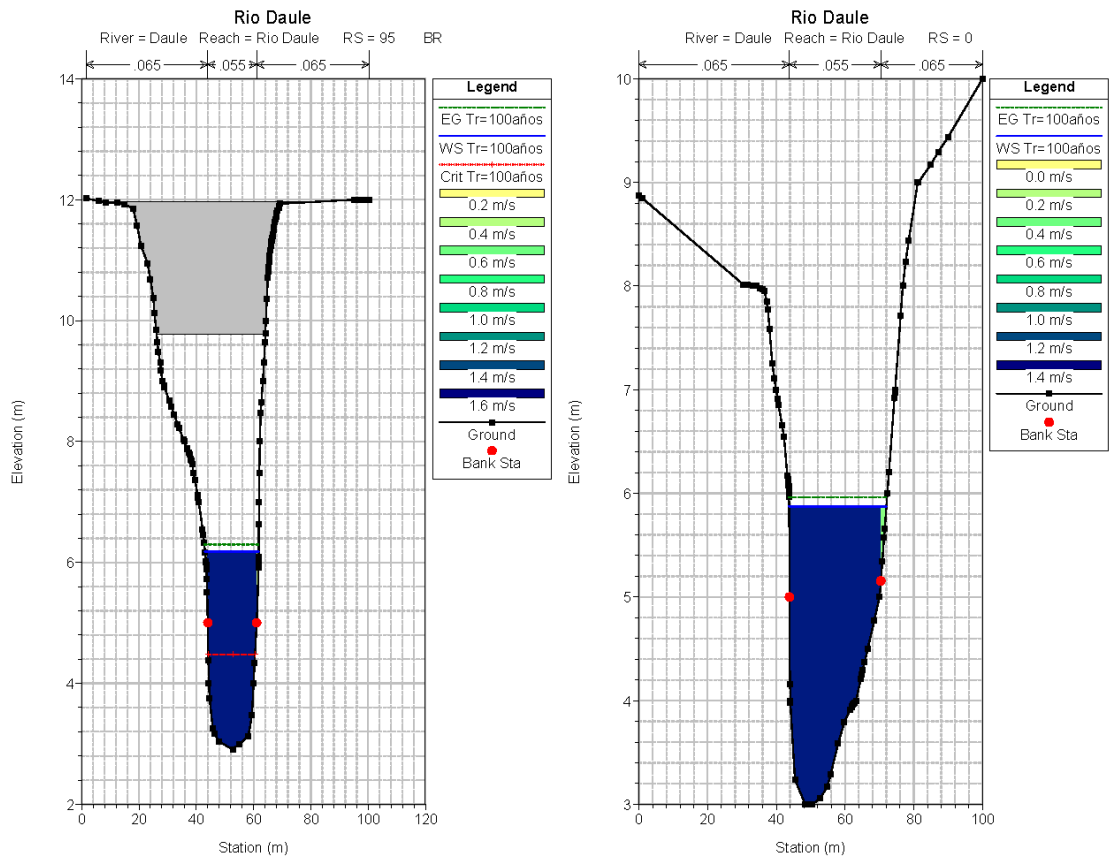 Rio Daule
River = Daule Reach = Rio Daule RS = 95 BR
.065 .055 .065
Legend
EG Tr=100años
WS Tr=100años
Crit Tr=100años
0.2 m/s
0.4 m/s
0.6 m/s
0.8 m/s
1.0 m/s
1.2 m/s
1.4 m/s
1.6 m/s
Ground
Bank Sta
Elevation (m)
14
12
10
8
6
4
2
0 20 40 60 80 100 120
Station (m)
Rio Daule
River = Daule Reach = Rio Daule RS = 0
.065 .055 .065
Legend
EG Tr=100años
WS Tr=100años
0.0 m/s
0.2 m/s
0.4 m/s
0.6 m/s
0.8 m/s
1.0 m/s
1.2 m/s
1.4 m/s
Ground
Bank Sta
Elevation (m)
10
9
8
7
6
5
4
3
0 20 40 60 80 100
Station (m)